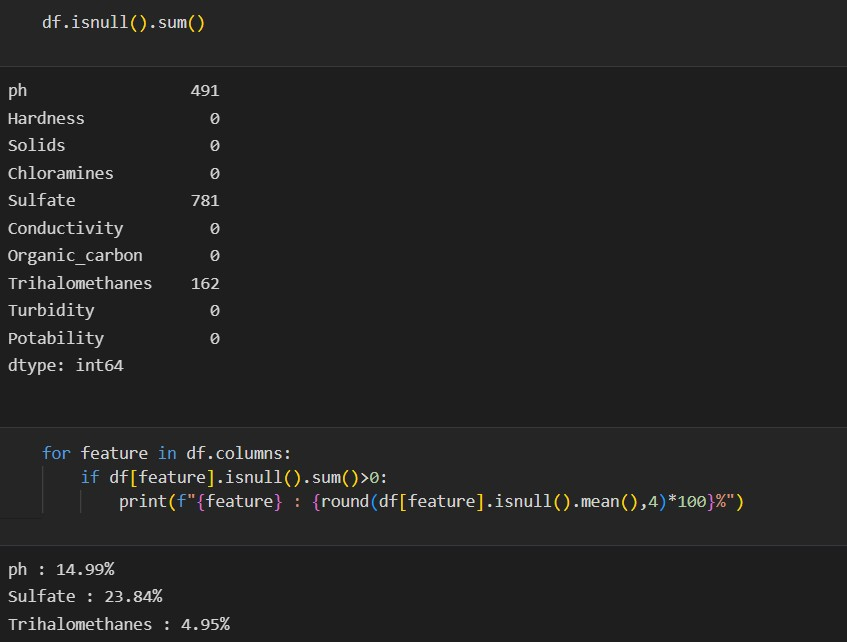 df.isnull().sum()
ph 491
Hardness 0
Solids 0
Chloramines 0
Sulfate 781
Conductivity 0
Organic_carbon 0
Trihalomethanes 162
Turbidity 0
Potability 0
dtype: int64
for feature in df.columns:
if df[feature].isnull().sum()>0:
print(f"{feature} : {round(df[feature].isnull().mean(),4)*100}%")
ph : 14.99%
Sulfate : 23.84%
Trihalomethanes : 4.95%